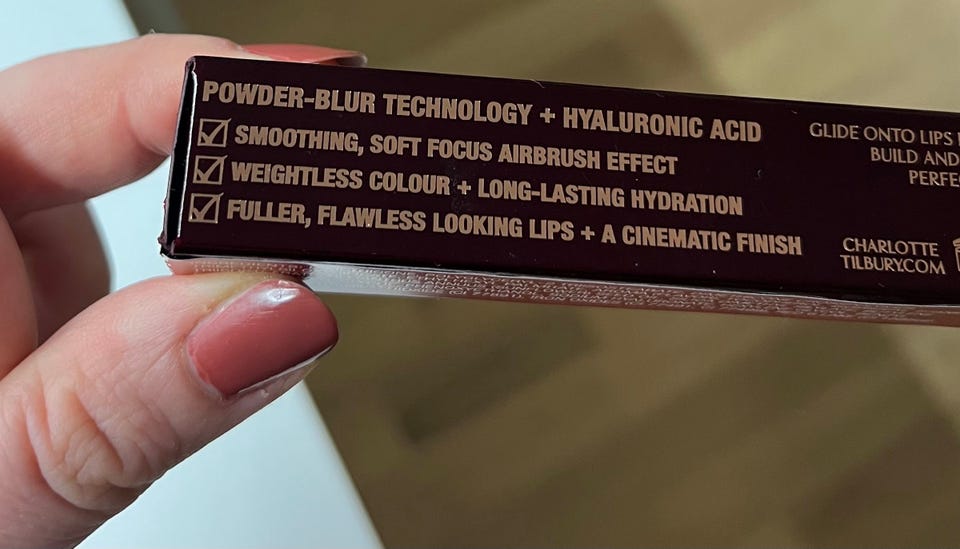 POWDER-BLUR TECHNOLOGY + HYALURONIC ACID
SMOOTHING, SOFT FOCUS AIRBRUSH EFFECT
WEIGHTLESS COLOUR + LONG-LASTING HYDRATION
FULLER, FLAWLESS LOOKING LIPS + A CINEMATIC FINISH
GLIDE ONTO LIPS
BUILD AND
CHARLOTTE
TILBURY.COM